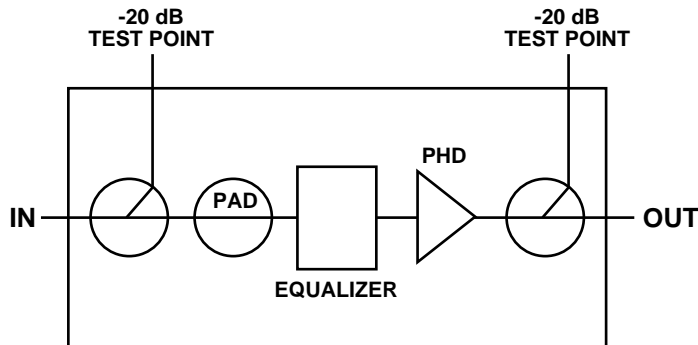 -20 dB
TEST POINT
-20 dB
TEST POINT
PHD
PAD
IN
OUT
EQUALIZER